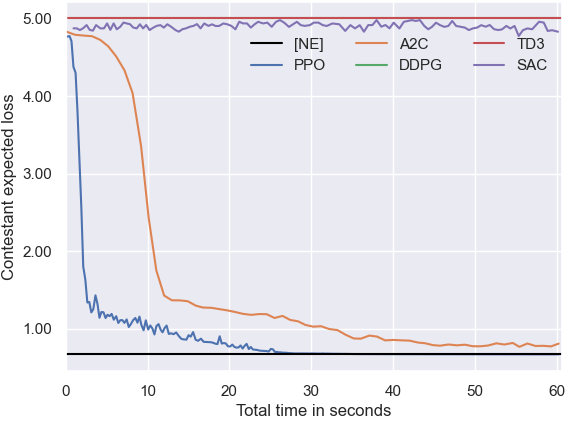 5.00
4.00
3.00
2.00
1.00
Contestant expected loss
[NE]
PPO
A2C
DDPG
TD3
SAC
0 10 20 30 40 50 60
Total time in seconds